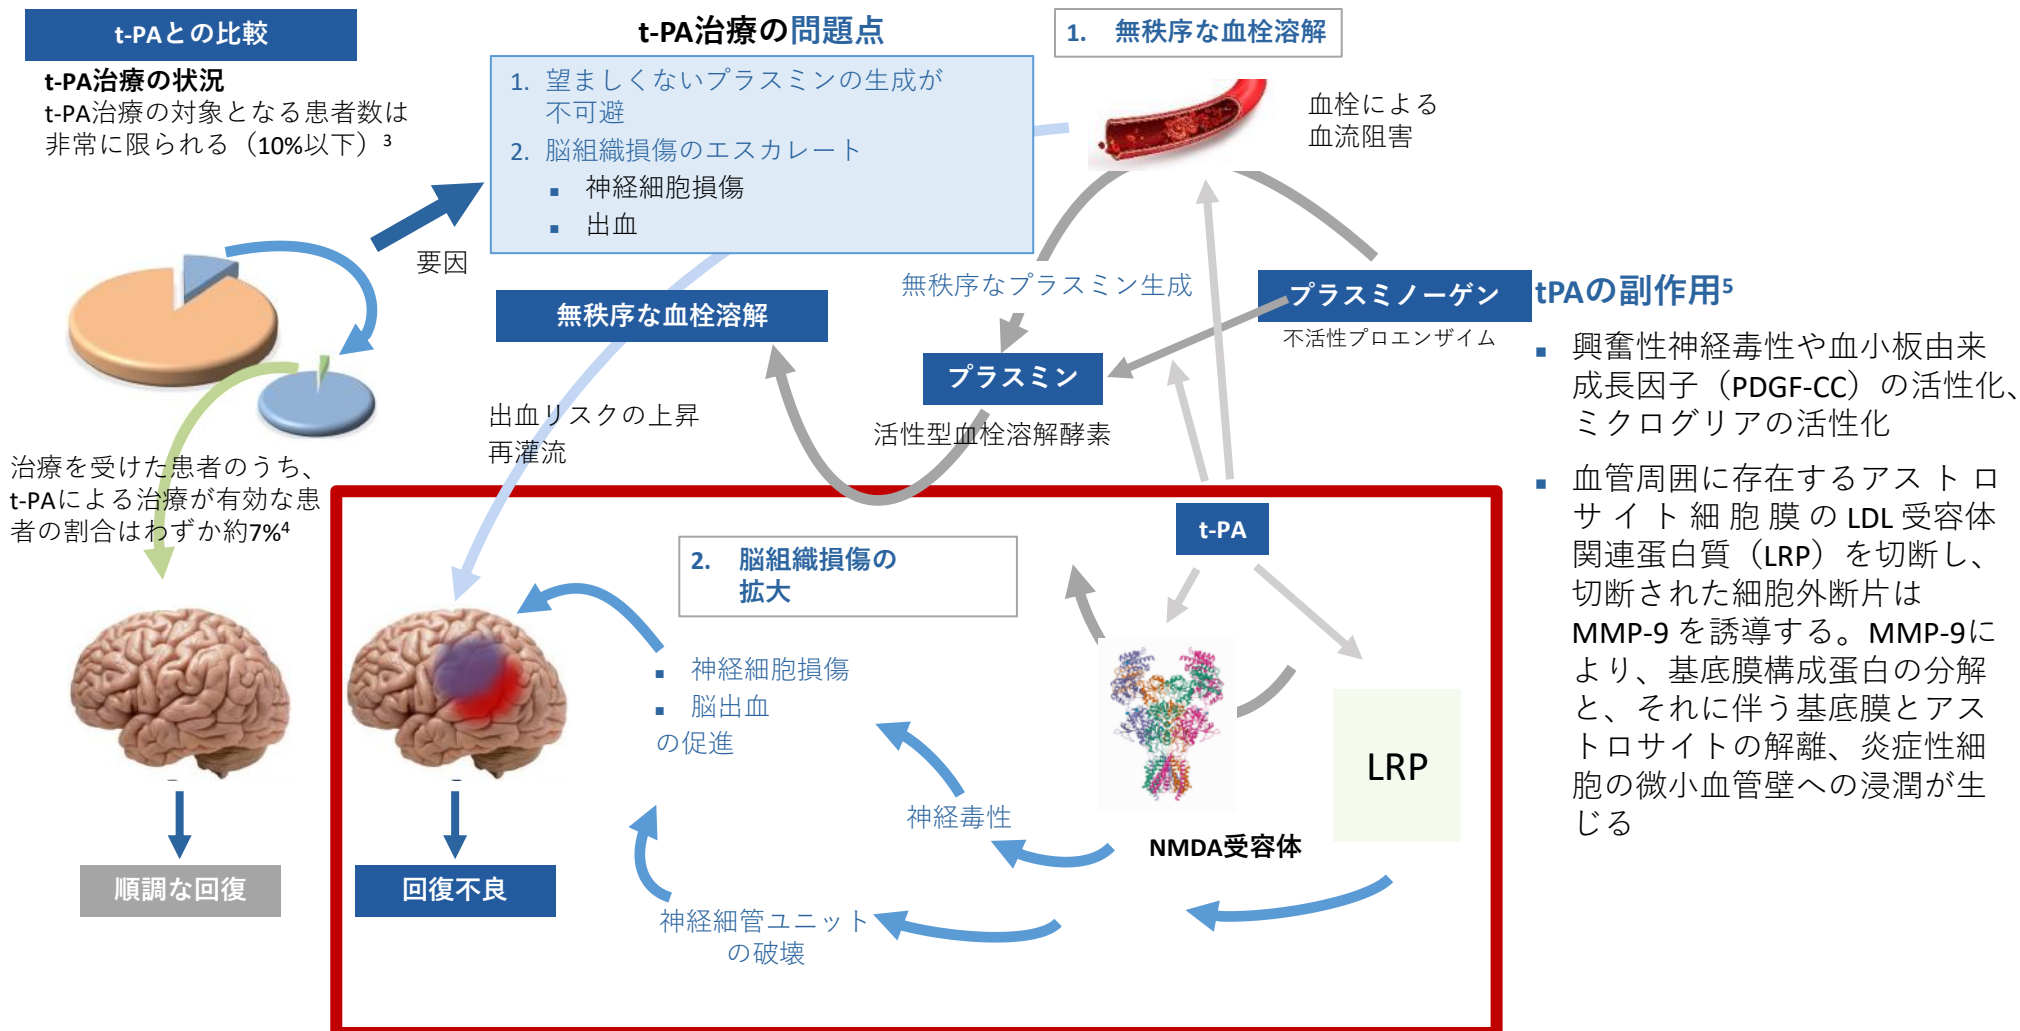 t-PAとの比較
t-PA治療の状況
t-PA治療の対象となる患者数は
非常に限られる（10%以下）³
t-PA治療の問題点
1. 望ましくないプラスミンの生成が
不可避
2. 脳組織損傷のエスカレート
▪ 神経細胞損傷
▪ 出血
要因
1. 無秩序な血栓溶解
血栓による
血流阻害
無秩序なプラスミン生成
プラスミノーゲン
不活性プロエンザイム
無秩序な血栓溶解
プラスミン
活性型血栓溶解酵素
出血リスクの上昇
再灌流
治療を受けた患者のうち、
t-PAによる治療が有効な患
者の割合はわずか約7%⁴
順調な回復
回復不良
2. 脳組織損傷の
拡大
▪ 神経細胞損傷
▪ 脳出血
の促進
t-PA
神経毒性
NMDA受容体
LRP
神経細管ユニット
の破壊
tPAの副作用⁵
▪ 興奮性神経毒性や血小板由来
成長因子（PDGF-CC）の活性化、
ミクログリアの活性化
▪ 血管周囲に存在するアス ト ロ
サ イ ト 細 胞 膜 の LDL 受容体
関連蛋白質（LRP）を切断し、
切断された細胞外断片は
MMP-9 を誘導する。MMP-9に
より、基底膜構成蛋白の分解
と、それに伴う基底膜とアス
トロサイトの解離、炎症性細
胞の微小血管壁への浸潤が生
じる